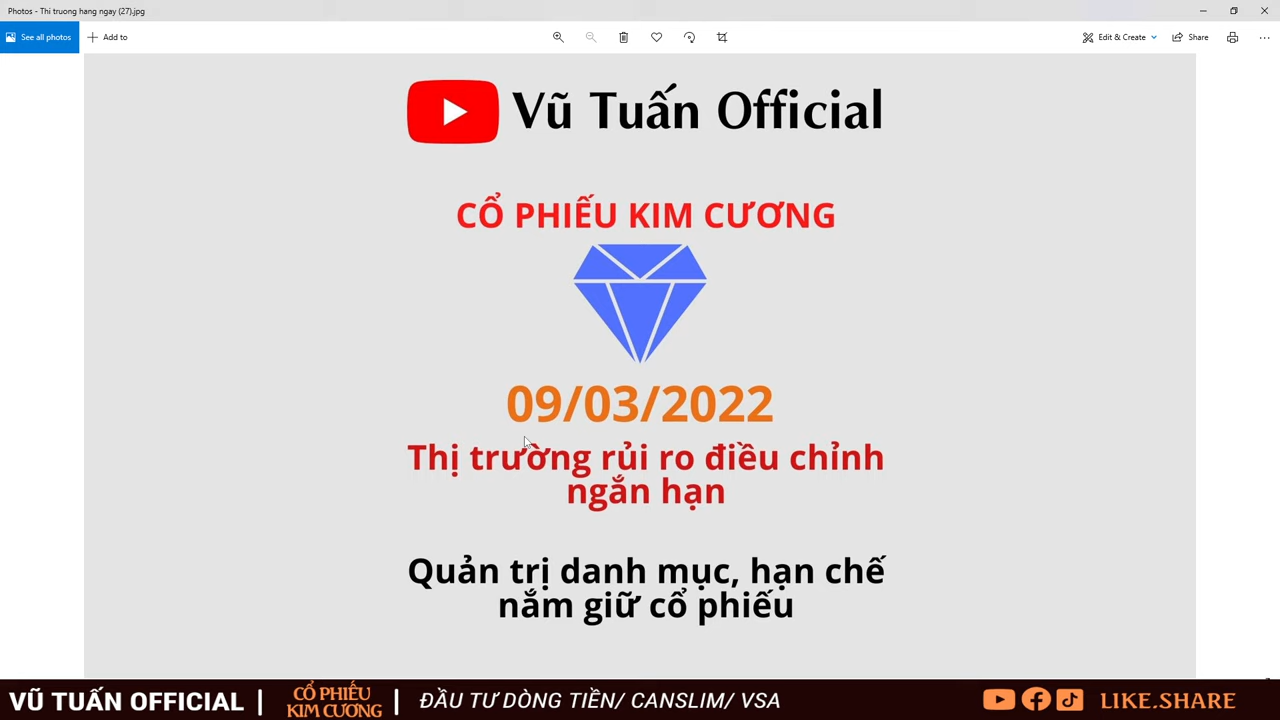 Photos - Thi truong hang ngay (27).jpg
See all photos
Add to
Edit & Create
Share
Vũ Tuấn Official
CỔ PHIẾU KIM CƯƠNG
09/03/2022
Thị trường rủi ro điều chỉnh
ngắn hạn
Quản trị danh mục, hạn chế
nắm giữ cổ phiếu
VŨ TUẤN OFFICIAL | CỔ PHIẾU KIM CƯƠNG | ĐẦU TƯ DÒNG TIỀN/ CANSLIM/ VSA
LIKE.SHARE